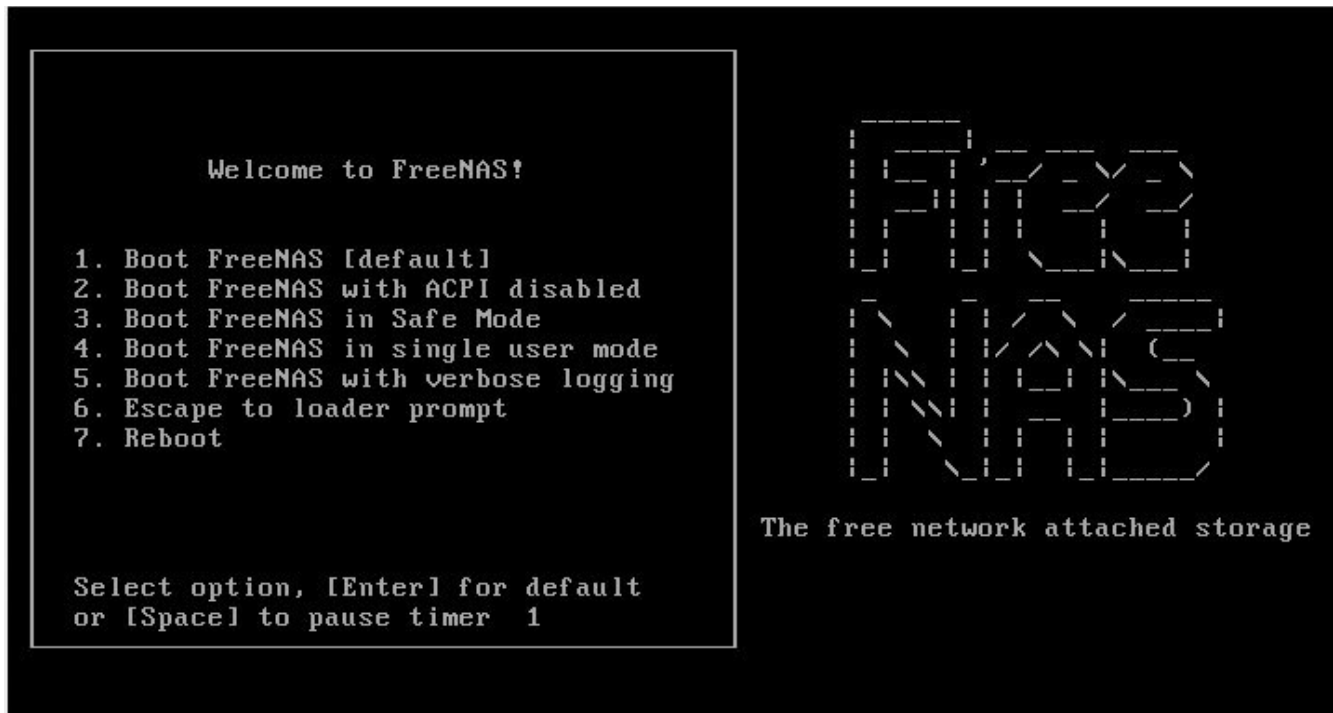 Welcome to FreeNAS!
1. Boot FreeNAS [default]
2. Boot FreeNAS with ACPI disabled
3. Boot FreeNAS in Safe Mode
4. Boot FreeNAS in single user mode
5. Boot FreeNAS with verbose logging
6. Escape to loader prompt
7. Reboot
Select option, [Enter] for default
or [Space] to pause timer  1
Free
NAS
The free network attached storage